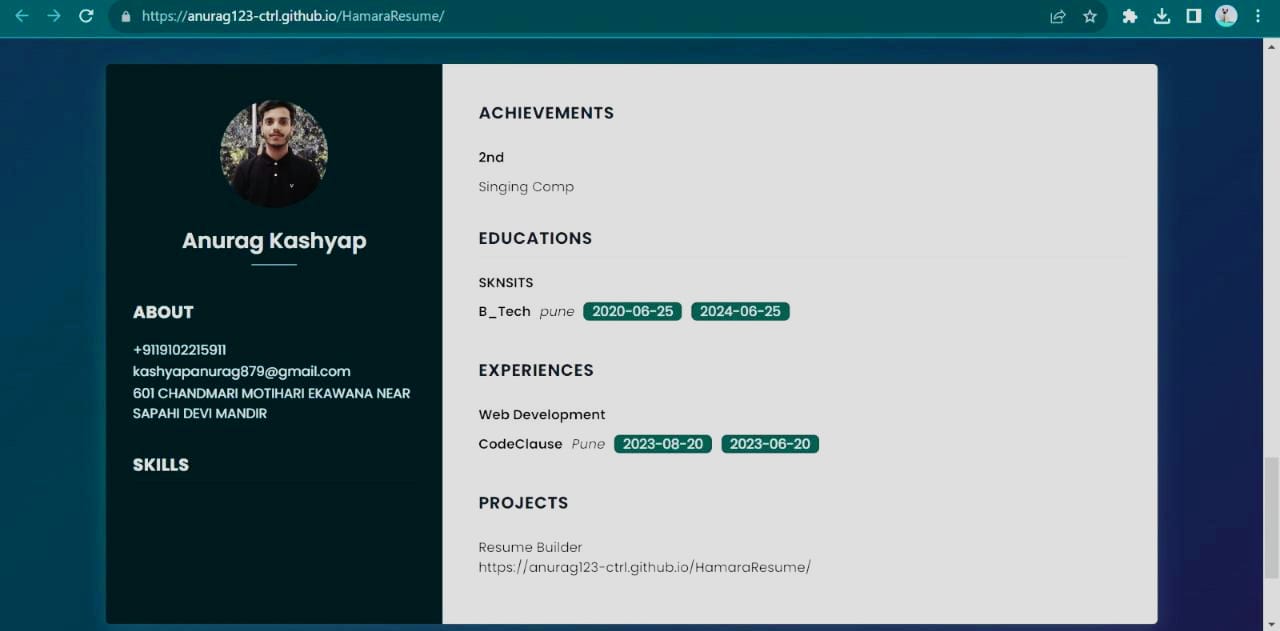 https://anurag123-ctrl.github.io/HamaraResume/
Anurag Kashyap
ABOUT
+9119102215911
kashyapanurag879@gmail.com
601 CHANDMARI MOTIHARI EKAWANA NEAR
SAPAHI DEVI MANDIR
SKILLS
ACHIEVEMENTS
2nd
Singing Comp
EDUCATIONS
SKNSITS
B_Tech pune 2020-06-25 2024-06-25
EXPERIENCES
Web Development
CodeClause Pune 2023-08-20 2023-06-20
PROJECTS
Resume Builder
https://anurag123-ctrl.github.io/HamaraResume/